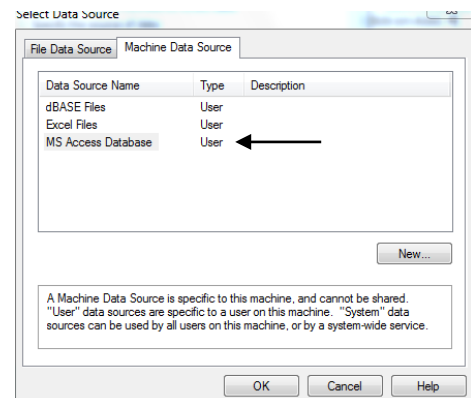 Select Data Source
File Data Source Machine Data Source
Data Source Name Type Description
dBASE Files User
Excel Files User
MS Access Database User
New...
A Machine Data Source is specific to this machine, and cannot be shared.
"User" data sources are specific to a user on this machine. "System" data
sources can be used by all users on this machine, or by a system-wide service.
OK Cancel Help